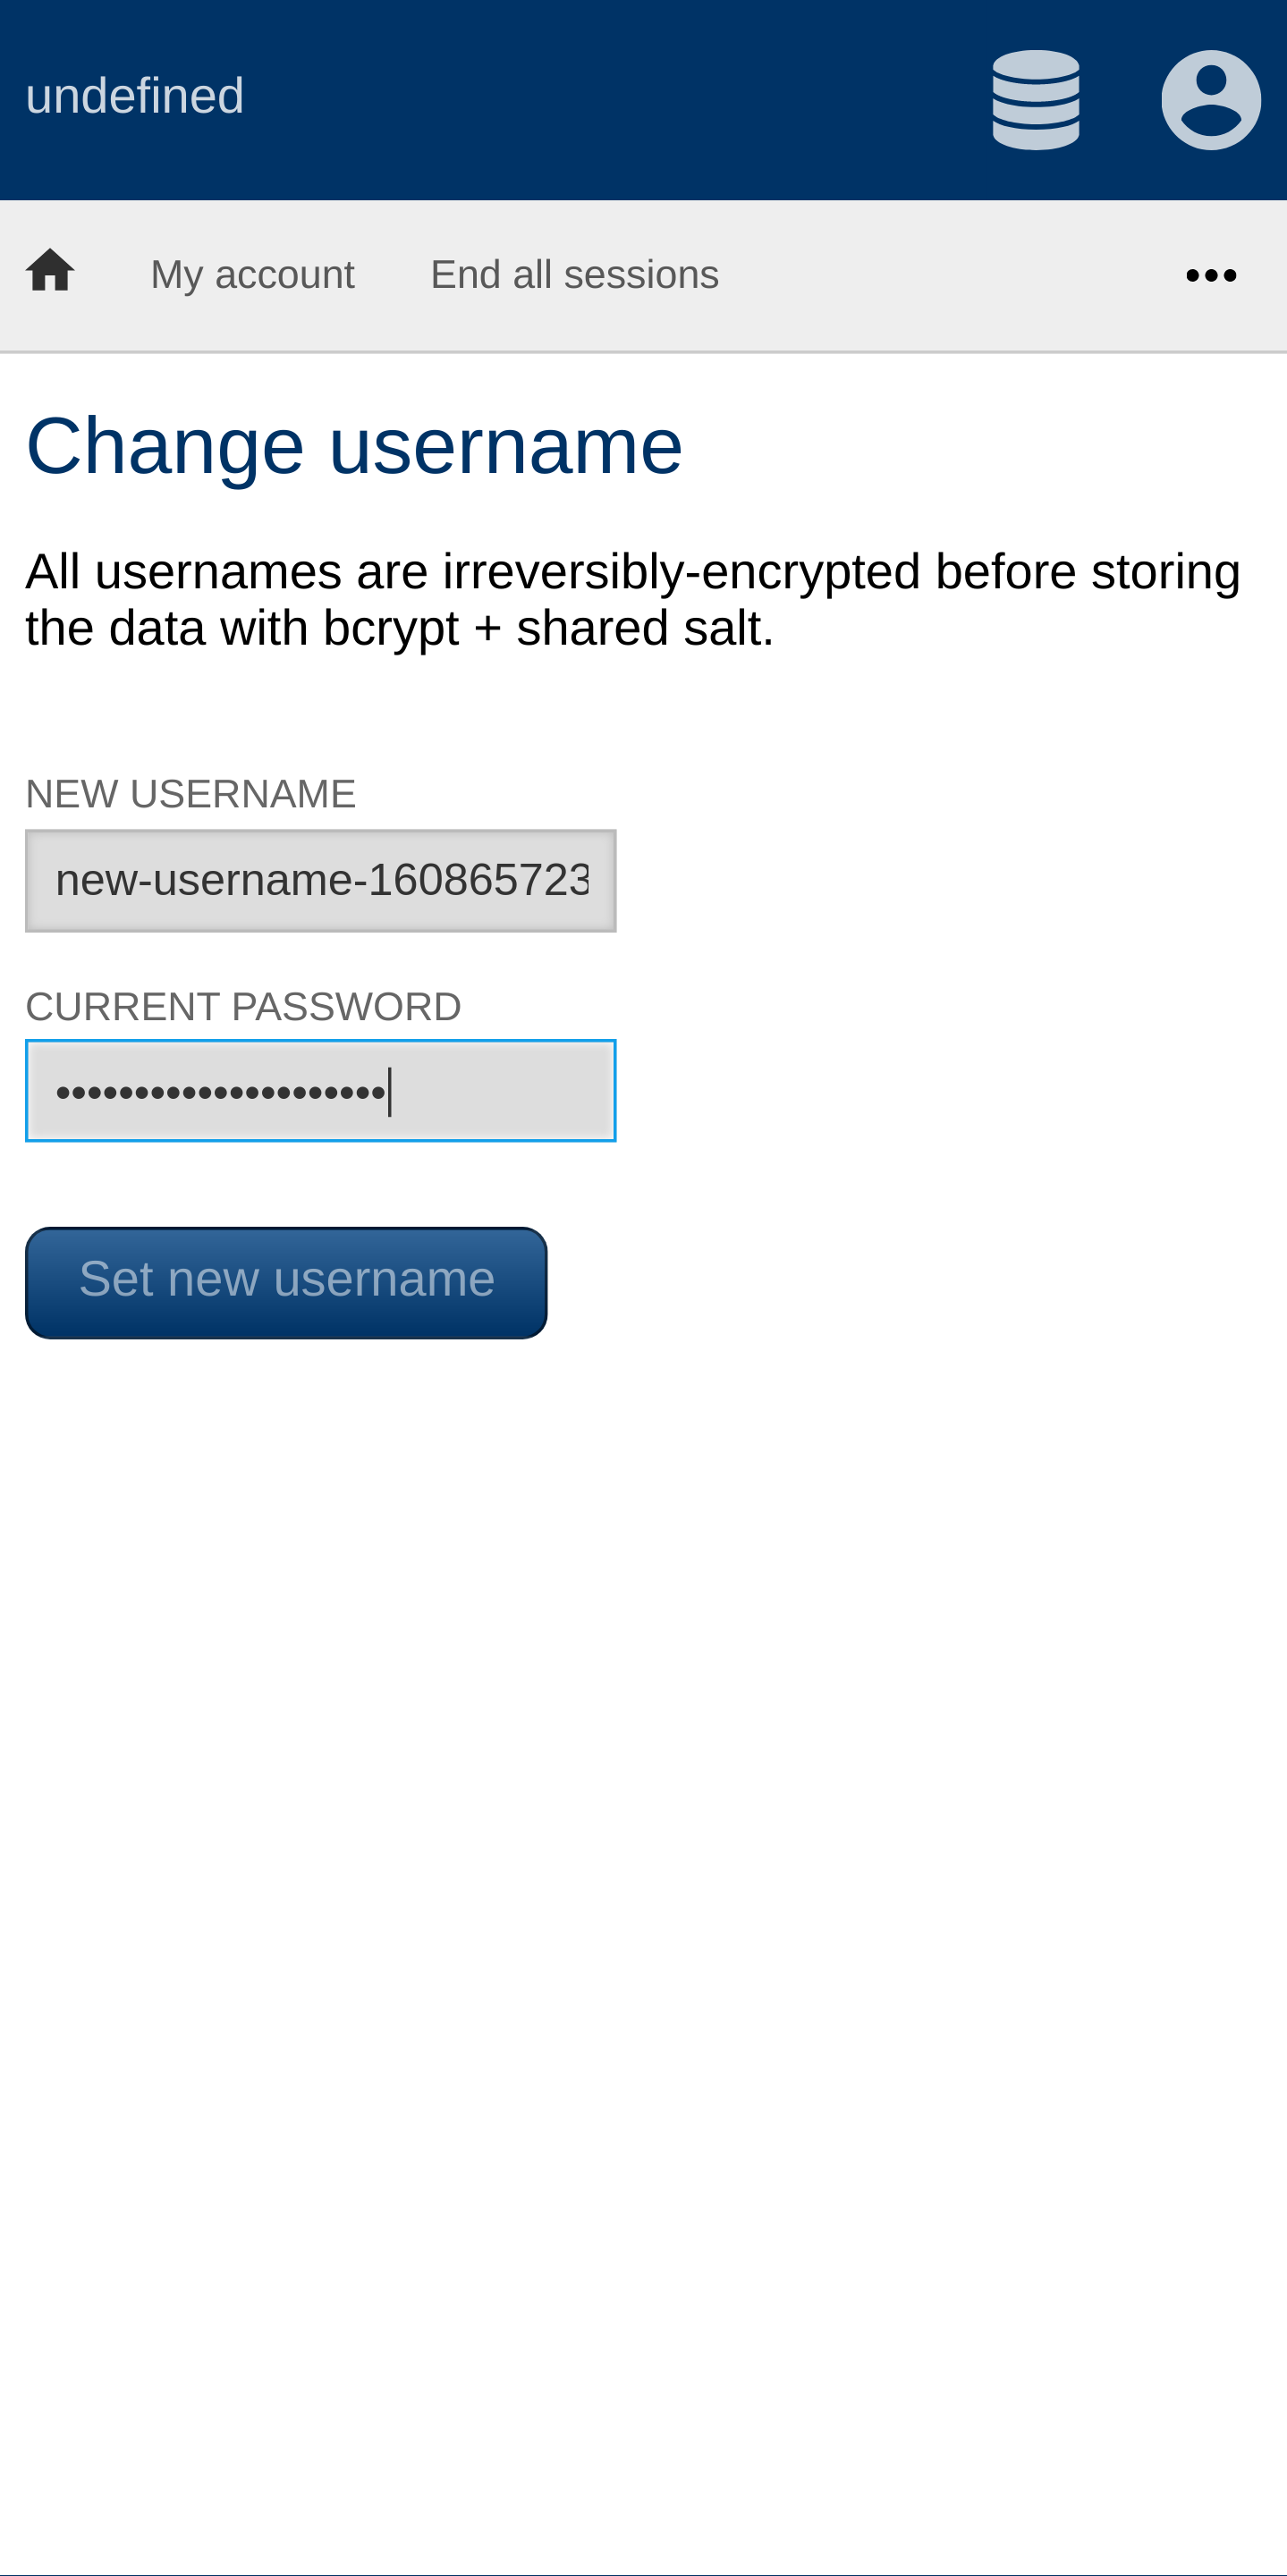 undefined
My account
End all sessions
•••
Change username
All usernames are irreversibly-encrypted before storing
the data with bcrypt + shared salt.
NEW USERNAME
new-username-160865723
CURRENT PASSWORD
•••••••••••••••••••••
Set new username